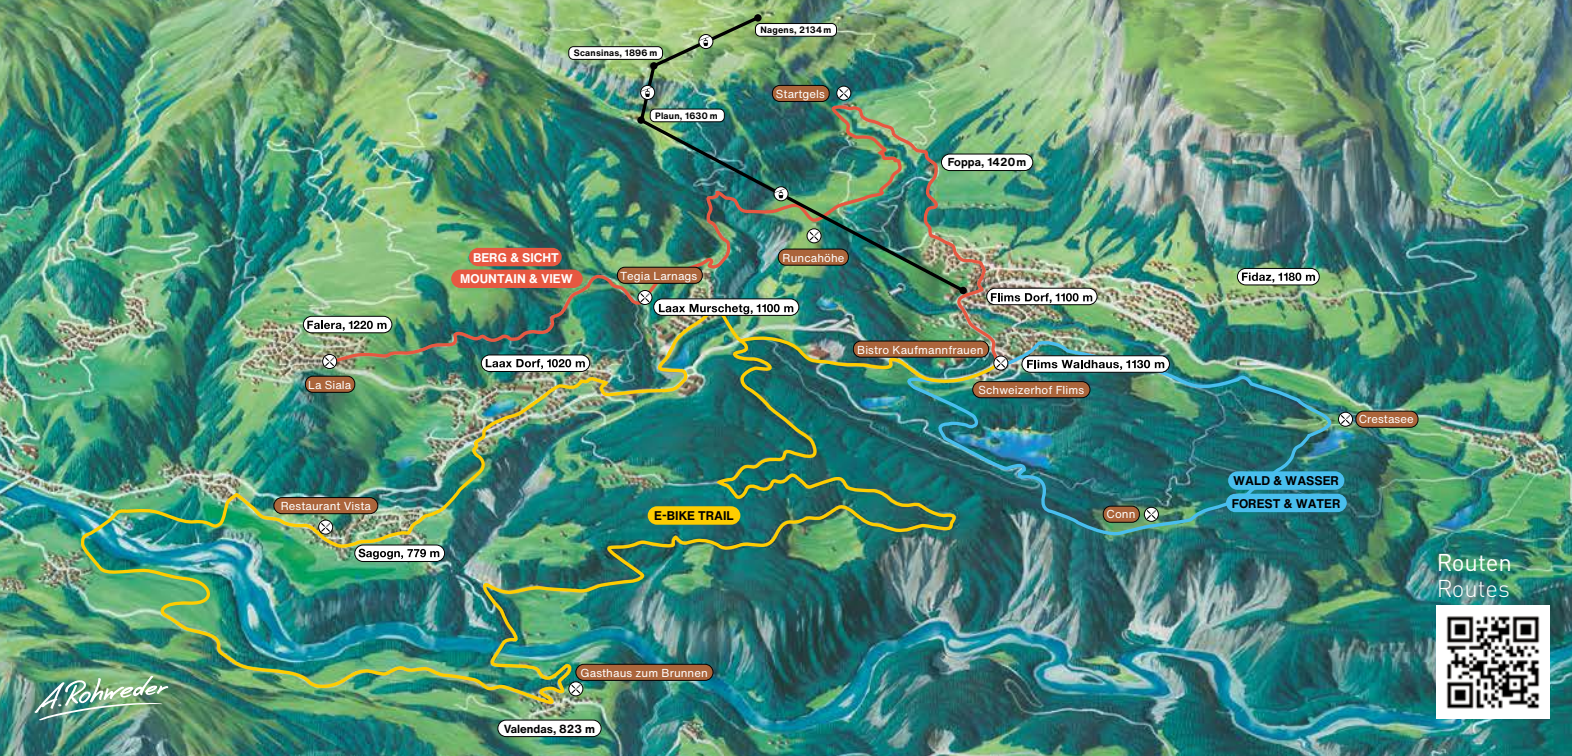 Nagens, 2134 m
Scansinas, 1896 m
Startgels
Plaun, 1630 m
Foppa, 1420 m
BERG & SICHT
MOUNTAIN & VIEW
Runcahöhe
Tegia Larnags
Fidaz, 1180 m
Flims Dorf, 1100 m
Laax Murschetg, 1100 m
Falera, 1220 m
Bistro Kaufmannfrauen
Laax Dorf, 1020 m
Flims Waldhaus, 1130 m
La Siala
Schweizerhof Flims
Crestasee
WALD & WASSER
FOREST & WATER
Restaurant Vista
E-BIKE TRAIL
Conn
Sagogn, 779 m
Routen
Routes
Gasthaus zum Brunnen
A. Rohweder
Valendas, 823 m